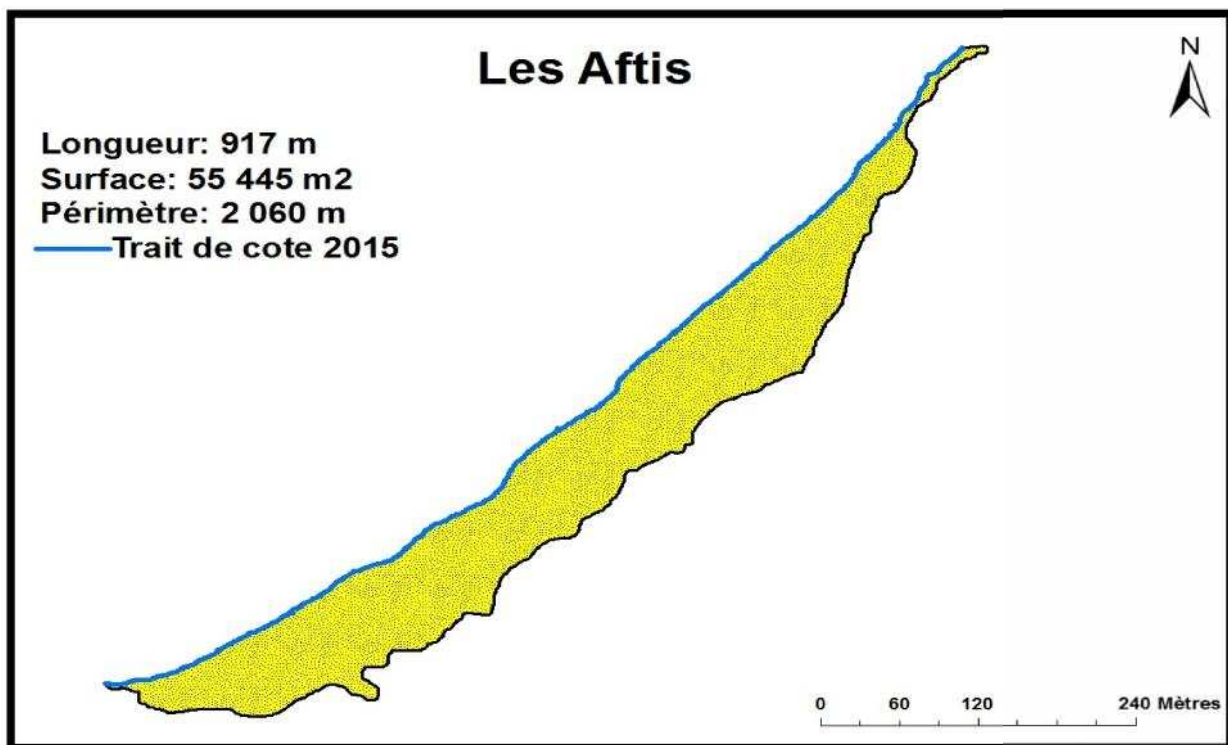 Les Aftis
N
Longueur: 917 m
Surface: 55 445 m2
Périmètre: 2 060 m
Trait de cote 2015
0 60 120 240 Mètres